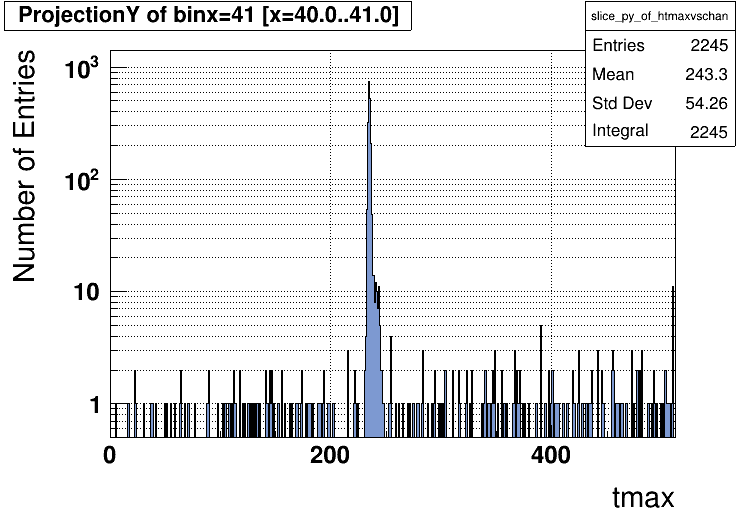 ProjectionY of binx=41 [x=40.0..41.0]
slice_py_of_htmaxvschan
Entries 2245
Mean 243.3
Std Dev 54.26
Integral 2245
Number of Entries
10³
10²
10
1
0 200 400
tmax